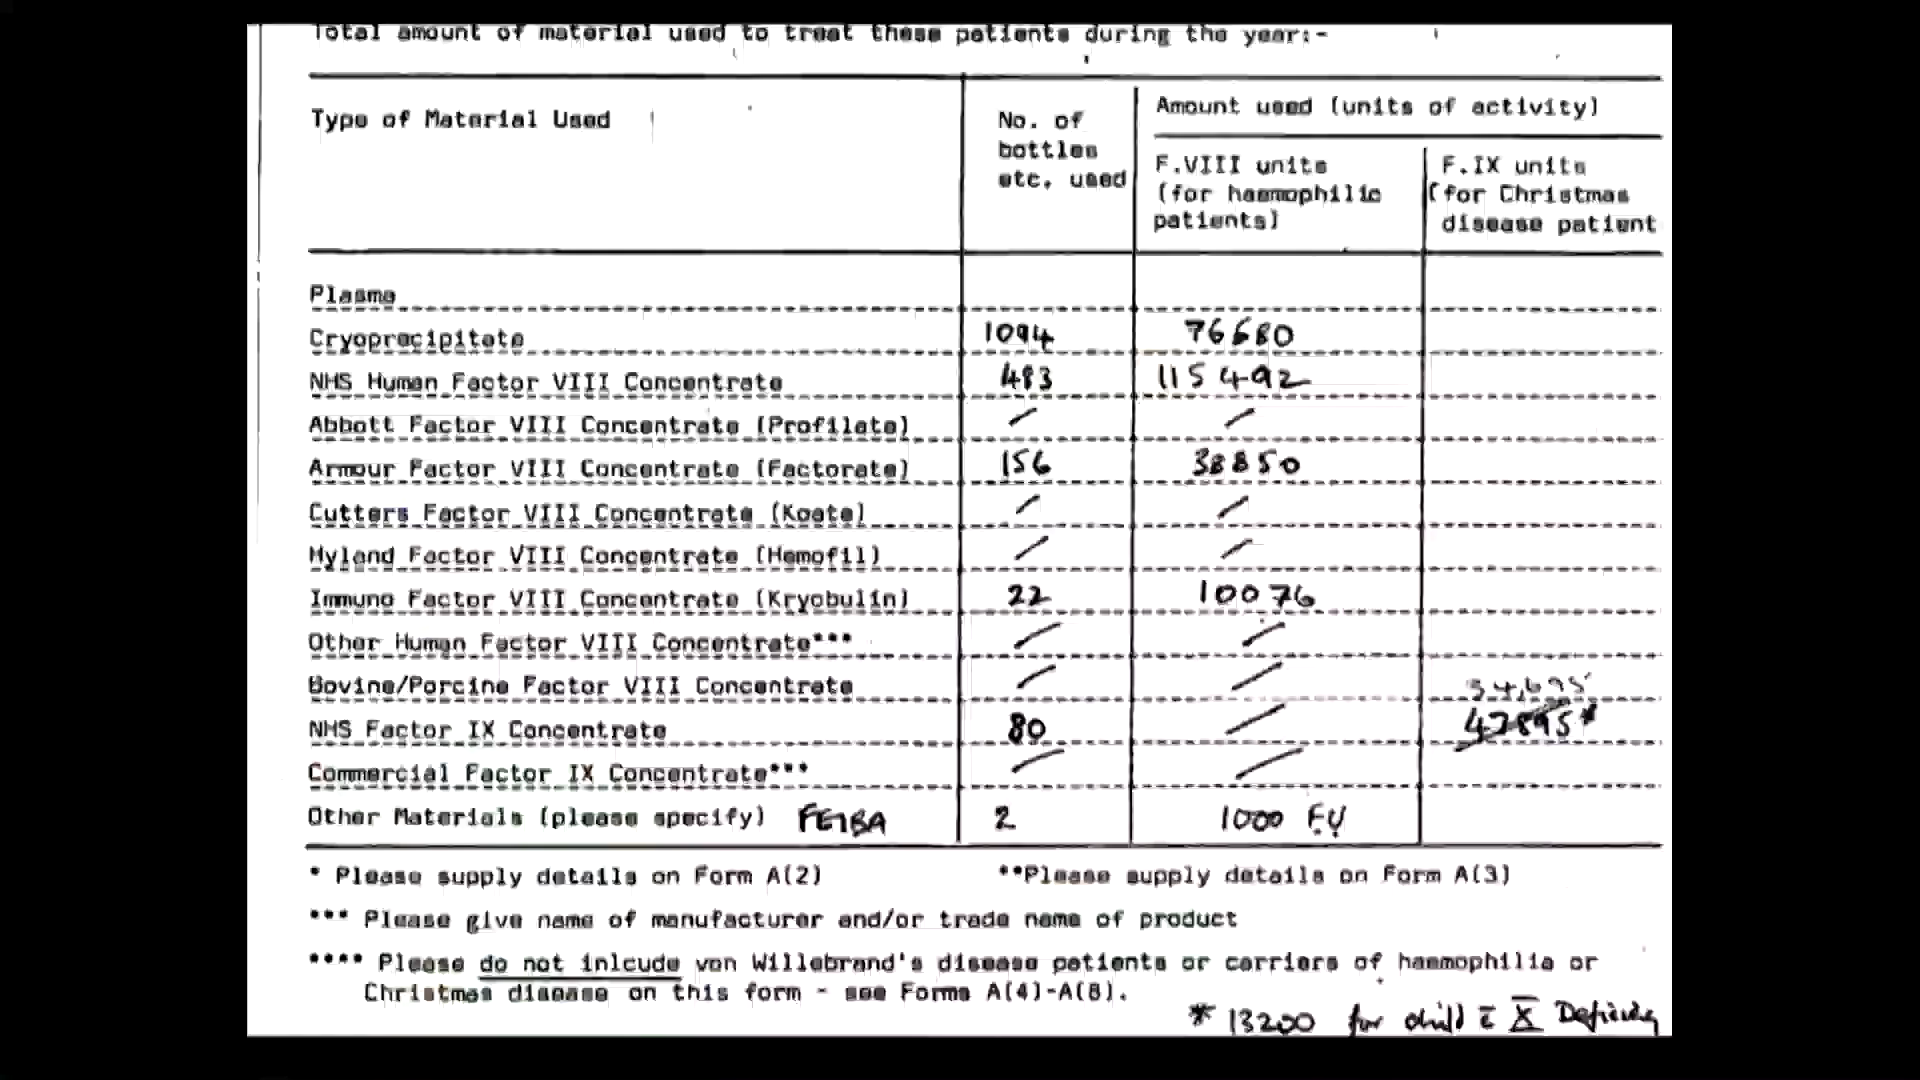 Total amount of material used to treat these patients during the year:-
Type of Material Used
No. of
bottles
etc. used
Amount used (units of activity)
F.VIII units
(for haemophilic
patients)
F.IX units
(for Christmas
disease patient
Plasma
Cryoprecipitate 1094 76680
NHS Human Factor VIII Concentrate 483 115492
Abbott Factor VIII Concentrate (Profilate) / /
Armour Factor VIII Concentrate (Factorate) 156 38850
Cutters Factor VIII Concentrate (Koate) / /
Hyland Factor VIII Concentrate (Hemofil) / /
Immuno Factor VIII Concentrate (Kryobulin) 22 10076
Other Human Factor VIII Concentrate*** / /
Bovine/Porcine Factor VIII Concentrate / /
34,695
NHS Factor IX Concentrate 80 / 47895*
Commercial Factor IX Concentrate*** / /
Other Materials (please specify) FEIBA 2 1000 F.U.
* Please supply details on Form A(2) **Please supply details on Form A(3)
*** Please give name of manufacturer and/or trade name of product
**** Please do not inlcude von Willebrand's disease patients or carriers of haemophilia or
Christmas disease on this form - see Forms A(4)-A(8).
* 13200 for child c̄ X Deficiency